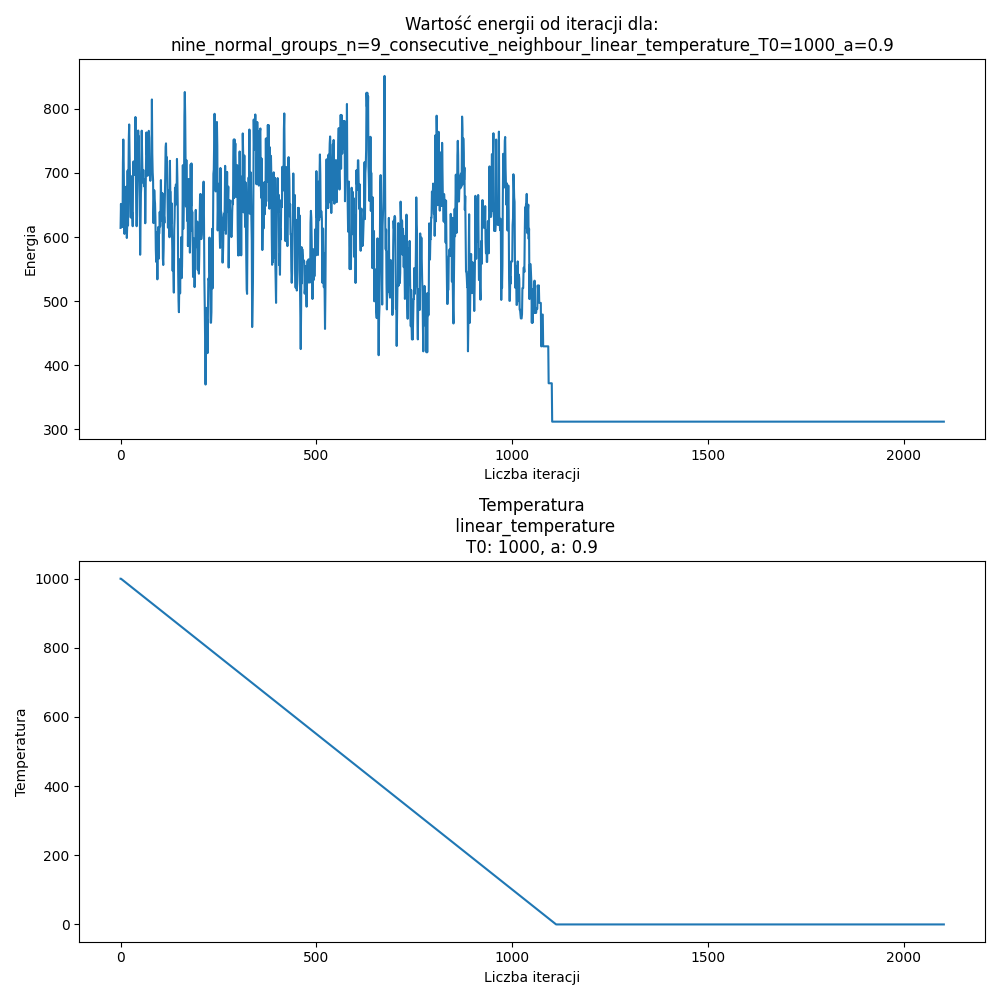 Wartość energii od iteracji dla:
nine_normal_groups_n=9_consecutive_neighbour_linear_temperature_T0=1000_a=0.9
800
700
600
500
400
300
Energia
0
500
1000
1500
2000
Liczba iteracji
Temperatura
linear_temperature
T0: 1000, a: 0.9
1000
800
600
400
200
0
Temperatura
0
500
1000
1500
2000
Liczba iteracji